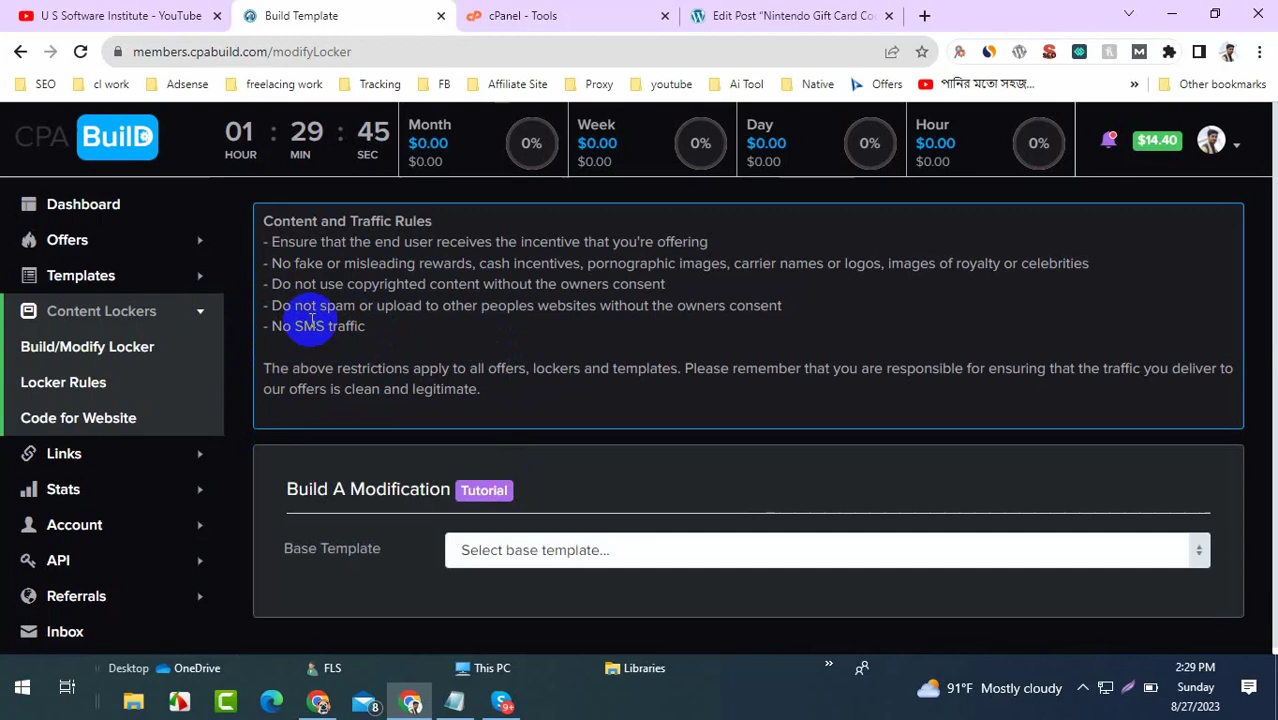 U S Software Institute - YouTube
Build Template
cPanel - Tools
Edit Post “Nintendo Gift Card Co
members.cpabuild.com/modifyLocker
SEO
cl work
Adsense
freelacing work
Tracking
FB
Affiliate Site
Proxy
youtube
Ai Tool
Native
Offers
পানির মতো সহজ...
»
Other bookmarks
CPA BuilD
01 : 29 : 45
HOUR MIN SEC
Month
$0.00
$0.00
0%
Week
$0.00
$0.00
0%
Day
$0.00
$0.00
0%
Hour
$0.00
$0.00
0%
$14.40
Dashboard
Offers
Templates
Content Lockers
Build/Modify Locker
Locker Rules
Code for Website
Links
Stats
Account
API
Referrals
Inbox
Content and Traffic Rules
- Ensure that the end user receives the incentive that you're offering
- No fake or misleading rewards, cash incentives, pornographic images, carrier names or logos, images of royalty or celebrities
- Do not use copyrighted content without the owners consent
- Do not spam or upload to other peoples websites without the owners consent
- No SMS traffic
The above restrictions apply to all offers, lockers and templates. Please remember that you are responsible for ensuring that the traffic you deliver to
our offers is clean and legitimate.
Build A Modification Tutorial
Base Template
Select base template...
Desktop
OneDrive
FLS
This PC
Libraries
»
8
9+
91°F Mostly cloudy
2:29 PM
Sunday
8/27/2023